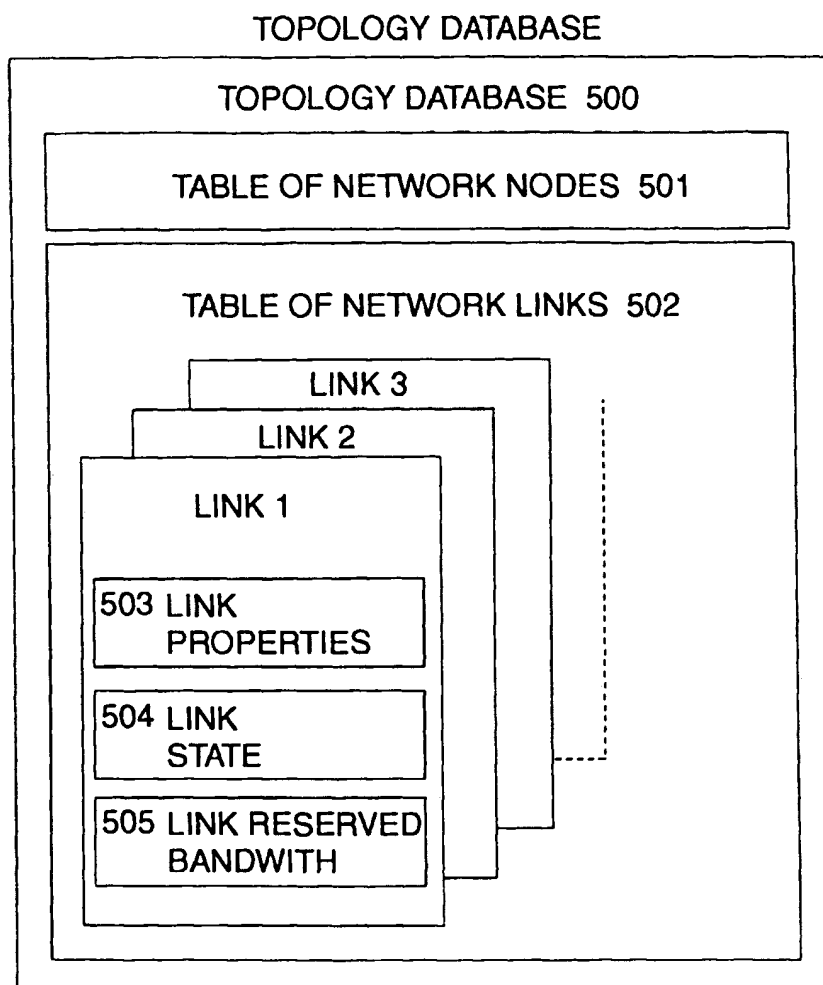 TOPOLOGY DATABASE
TOPOLOGY DATABASE 500
TABLE OF NETWORK NODES 501
TABLE OF NETWORK LINKS 502
LINK 3
LINK 2
LINK 1
503 LINK
PROPERTIES
504 LINK
STATE
505 LINK RESERVED
BANDWITH